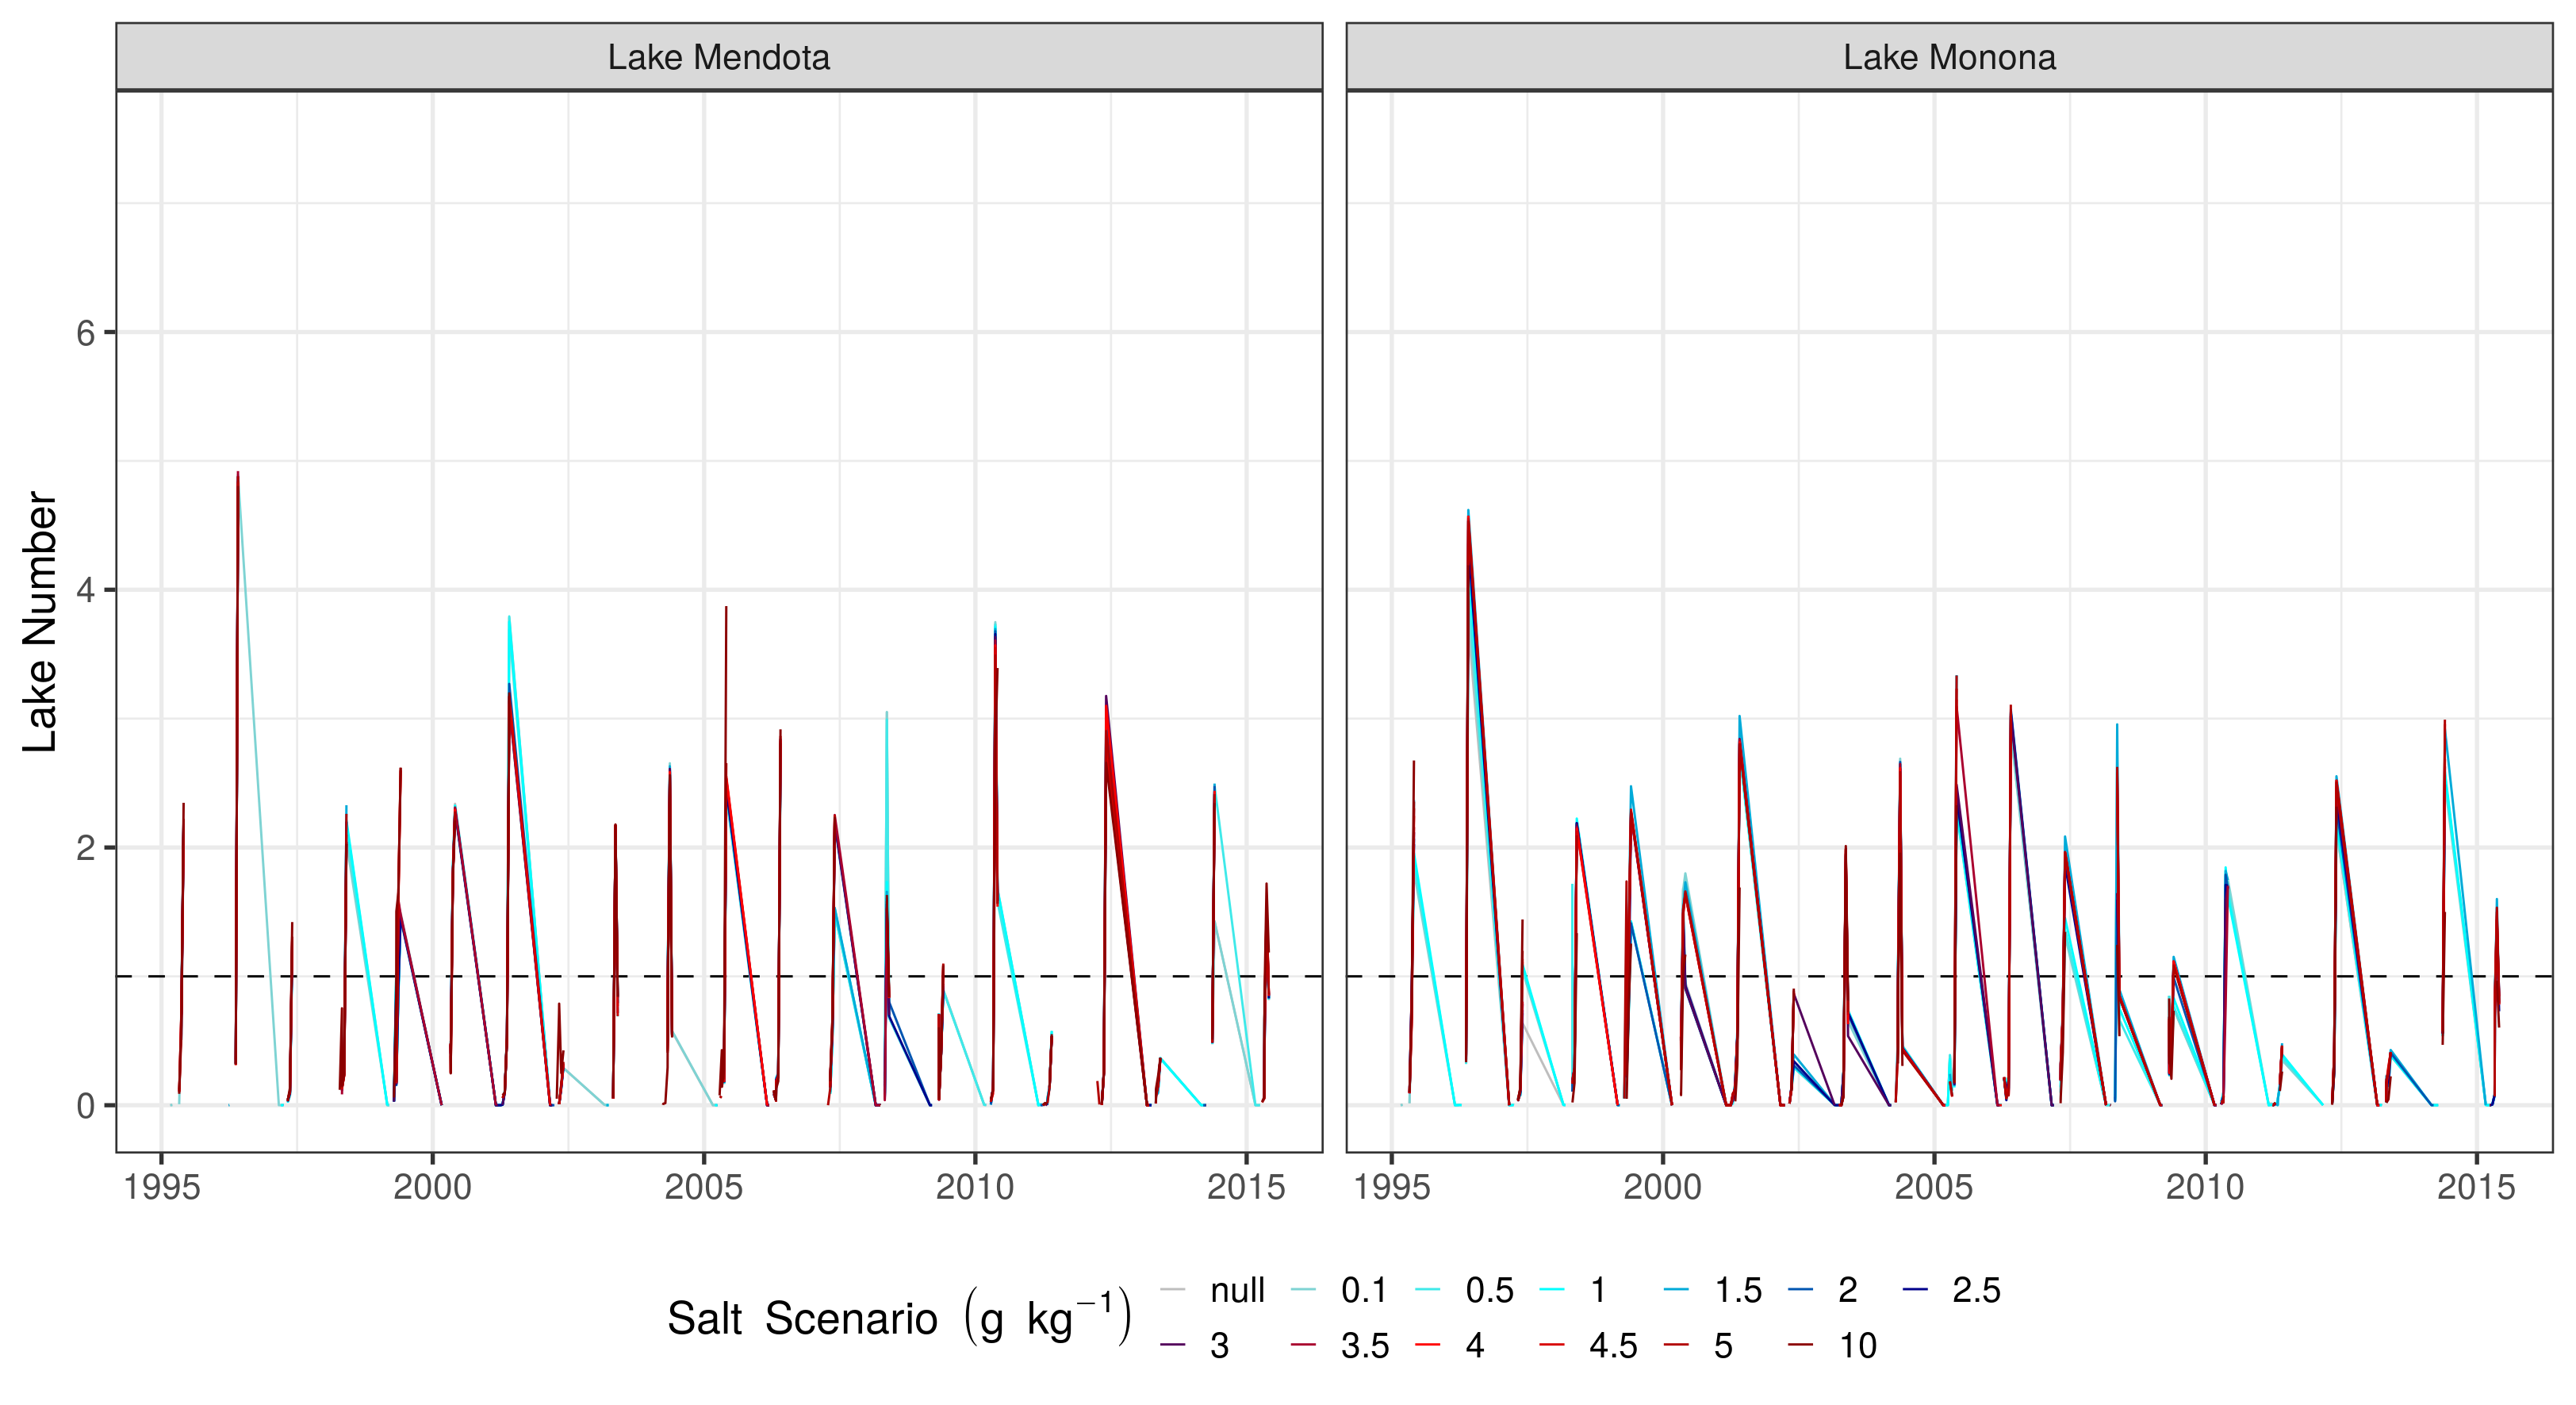 Lake Mendota
Lake Monona
Lake Number
6
4
2
0
1995 2000 2005 2010 2015
1995 2000 2005 2010 2015
Salt Scenario (g kg⁻¹)
null 0.1 0.5 1 1.5 2 2.5
3 3.5 4 4.5 5 10